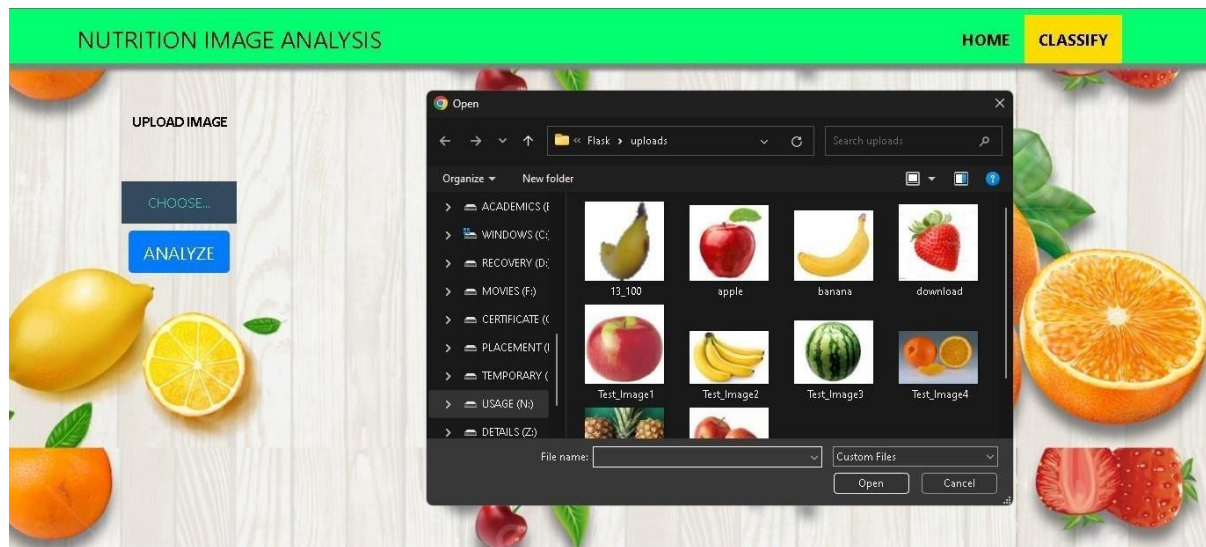 NUTRITION IMAGE ANALYSIS
HOME
CLASSIFY
UPLOAD IMAGE
CHOOSE...
ANALYZE
Open
« Flask › uploads
Search uploads
Organize
New folder
ACADEMICS (E
WINDOWS (C:)
RECOVERY (D:
MOVIES (F:)
CERTIFICATE (G
PLACEMENT (I
TEMPORARY (
USAGE (N:)
DETAILS (Z:)
13_100
apple
banana
download
Test_Image1
Test_Image2
Test_Image3
Test_Image4
File name:
Custom Files
Open
Cancel